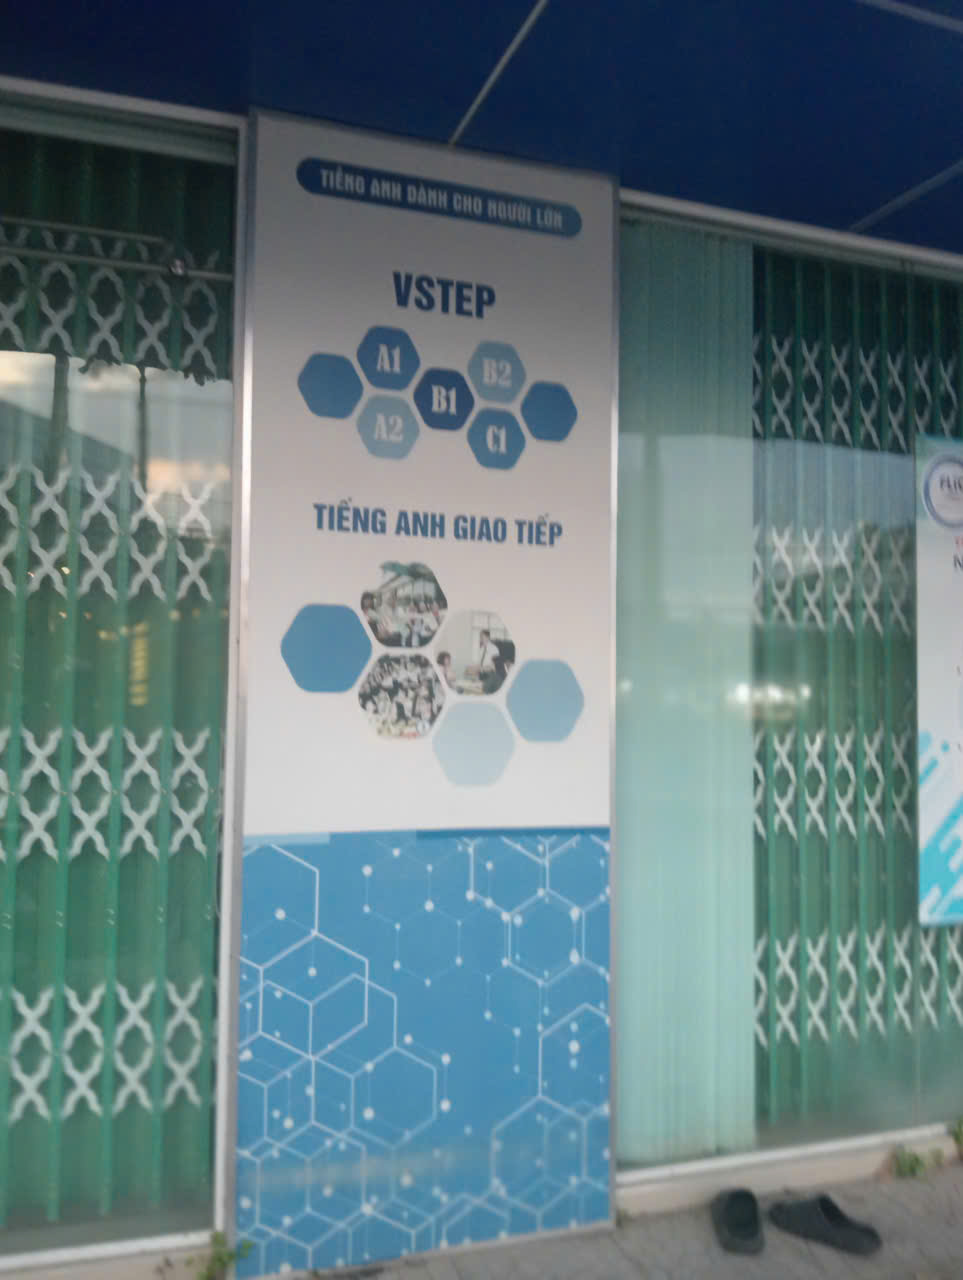 TIẾNG ANH DÀNH CHO NGƯỜI LỚN
VSTEP
A1
B2
B1
A2
C1
TIẾNG ANH GIAO TIẾP